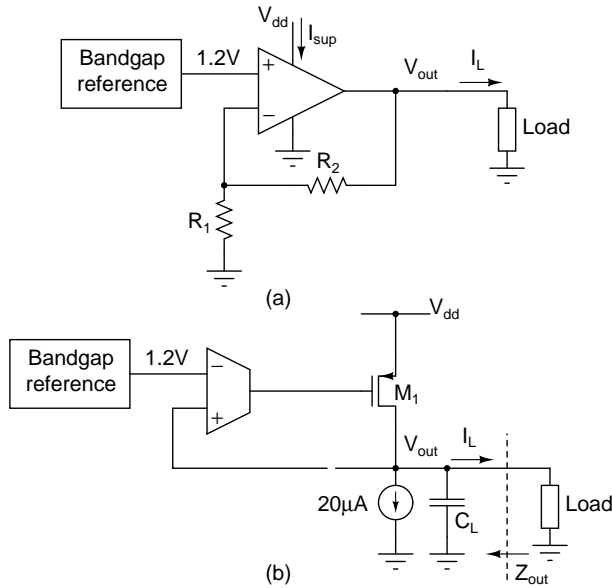 V_dd
I_sup
Bandgap
reference
1.2V
+
−
V_out
I_L
Load
R_2
R_1
(a)
V_dd
Bandgap
reference
1.2V
−
+
M_1
V_out
I_L
20μA
C_L
Load
Z_out
(b)